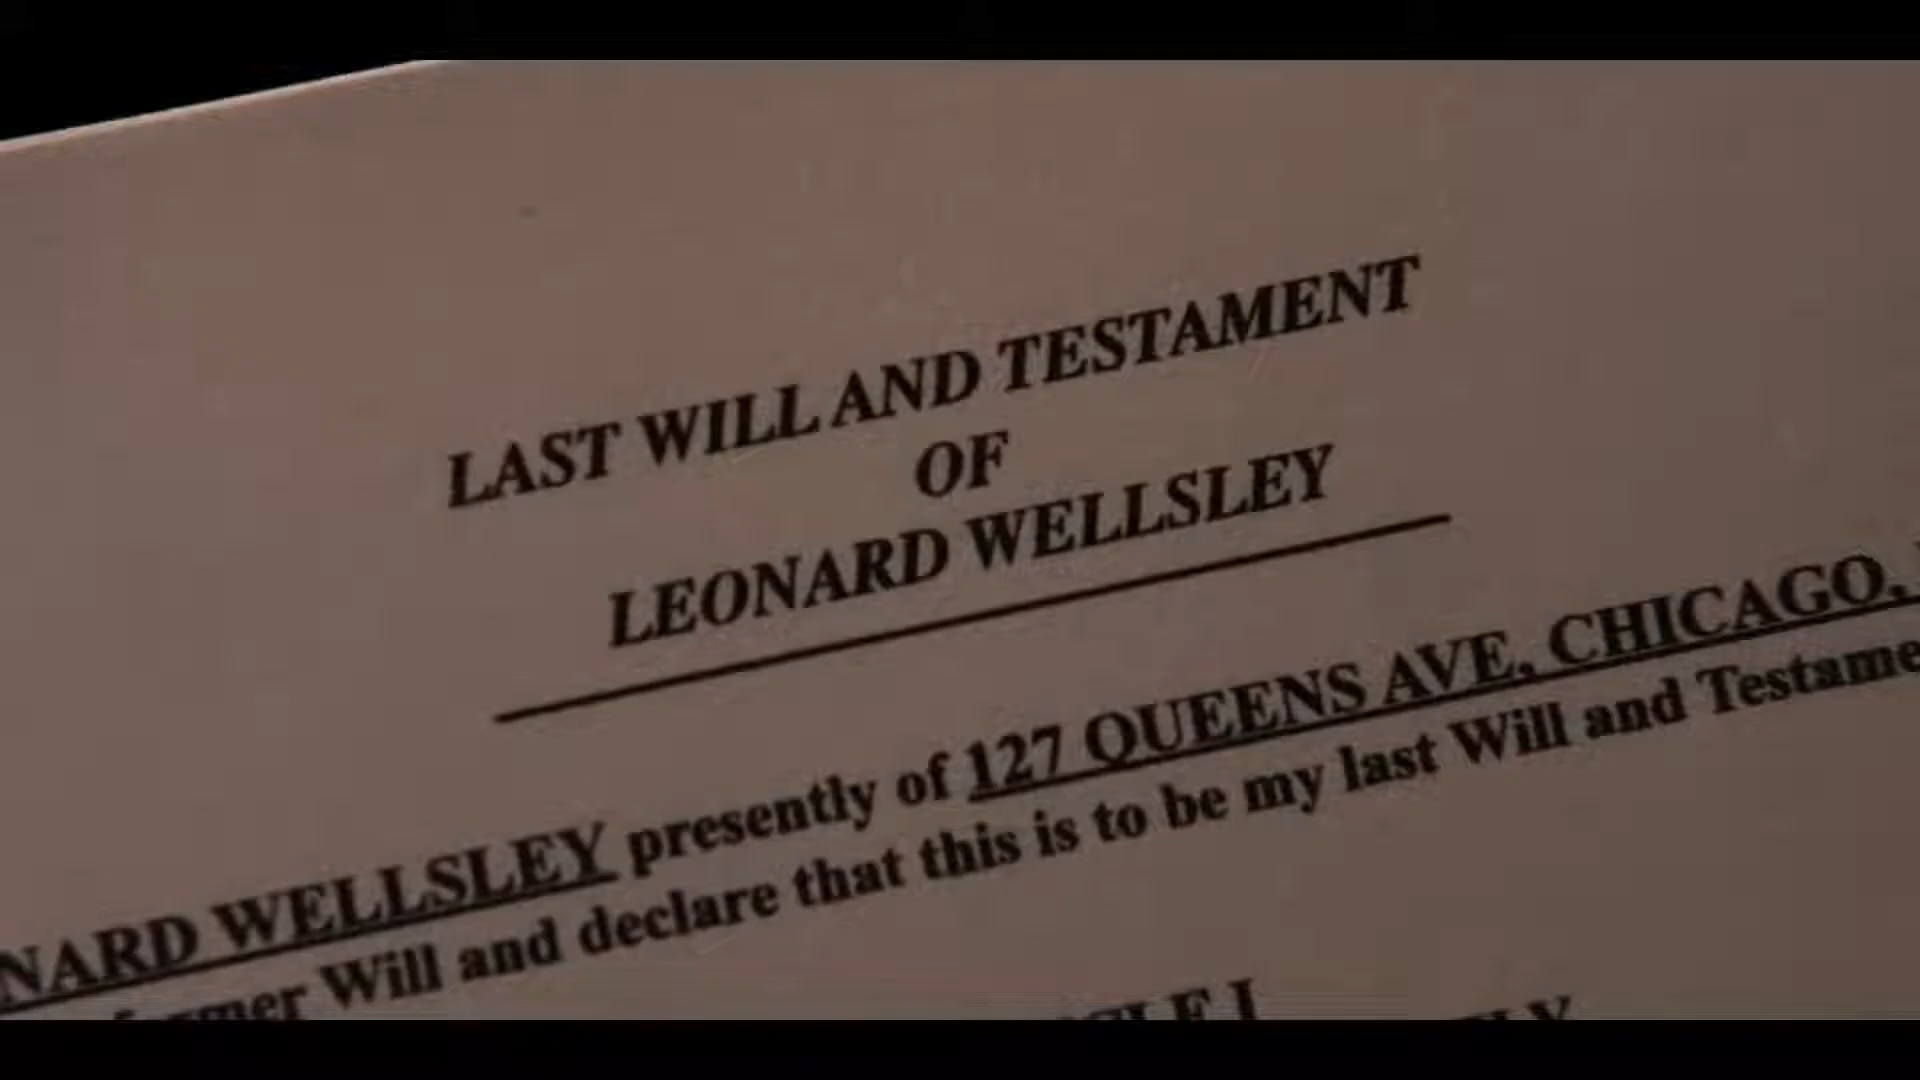 LAST WILL AND TESTAMENT
OF
LEONARD WELLSLEY
NARD WELLSLEY presently of 127 QUEENS AVE, CHICAGO,
Will and declare that this is to be my last Will and Testame